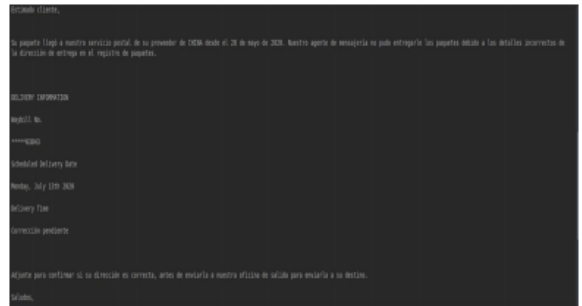 Estimado cliente,
Su paquete llegó a nuestro servicio postal de su proveedor de CHINA desde el 28 de mayo de 2020. Nuestro agente de mensajería no pudo entregarle los paquetes debido a los detalles incorrectos de
la dirección de entrega en el registro de paquetes.
DELIVERY INFORMATION
Waybill No.
Scheduled Delivery Date
Monday, July 13th 2020
Delivery Time
Corrección pendiente
Adjunto para confirmar si su dirección es correcta, antes de enviarla a nuestra oficina de salida para enviarla a su destino.
Saludos,